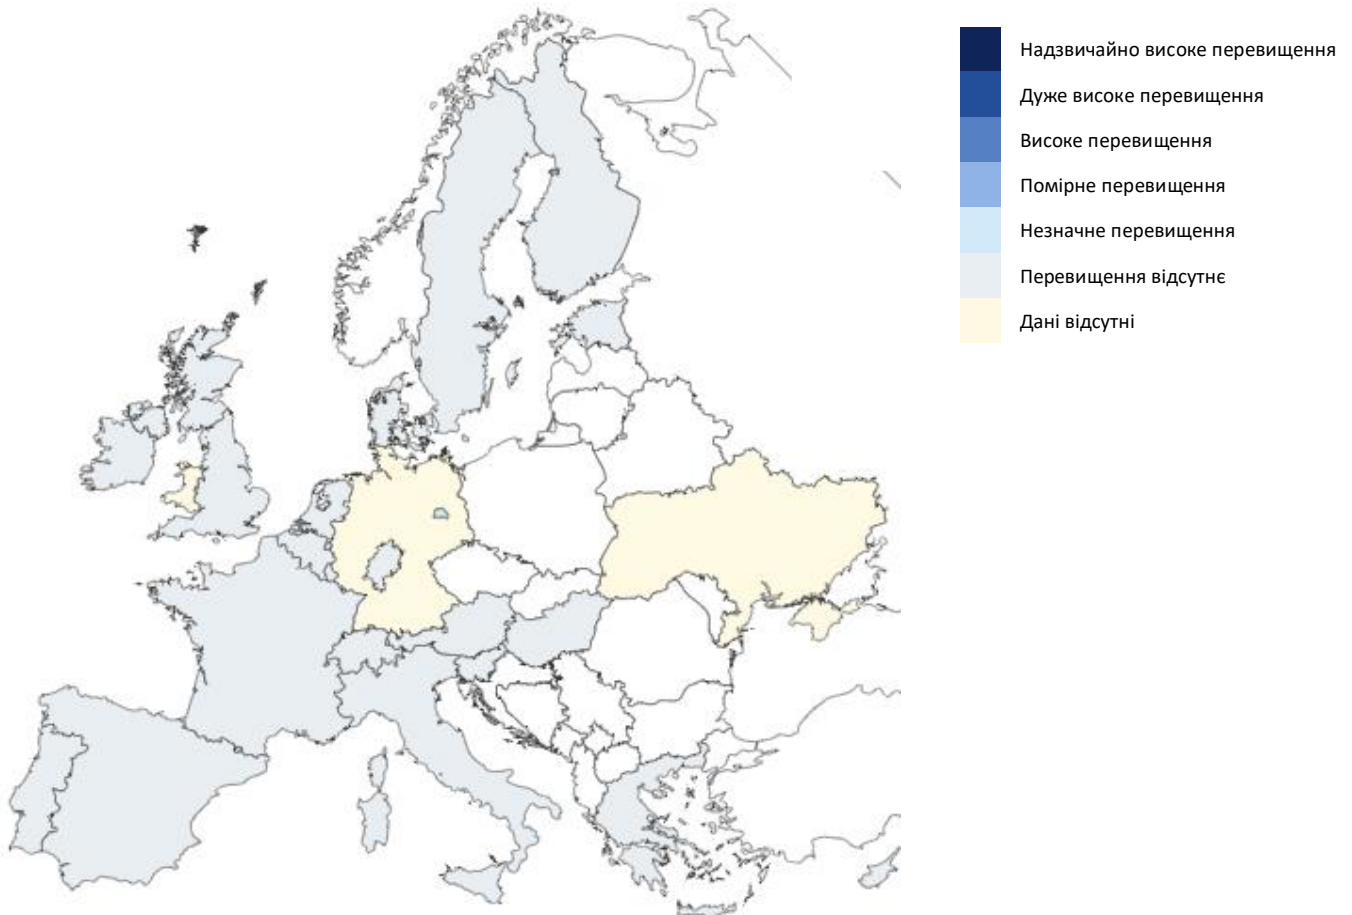 Надзвичайно високе перевищення
Дуже високе перевищення
Високе перевищення
Помірне перевищення
Незначне перевищення
Перевищення відсутнє
Дані відсутні